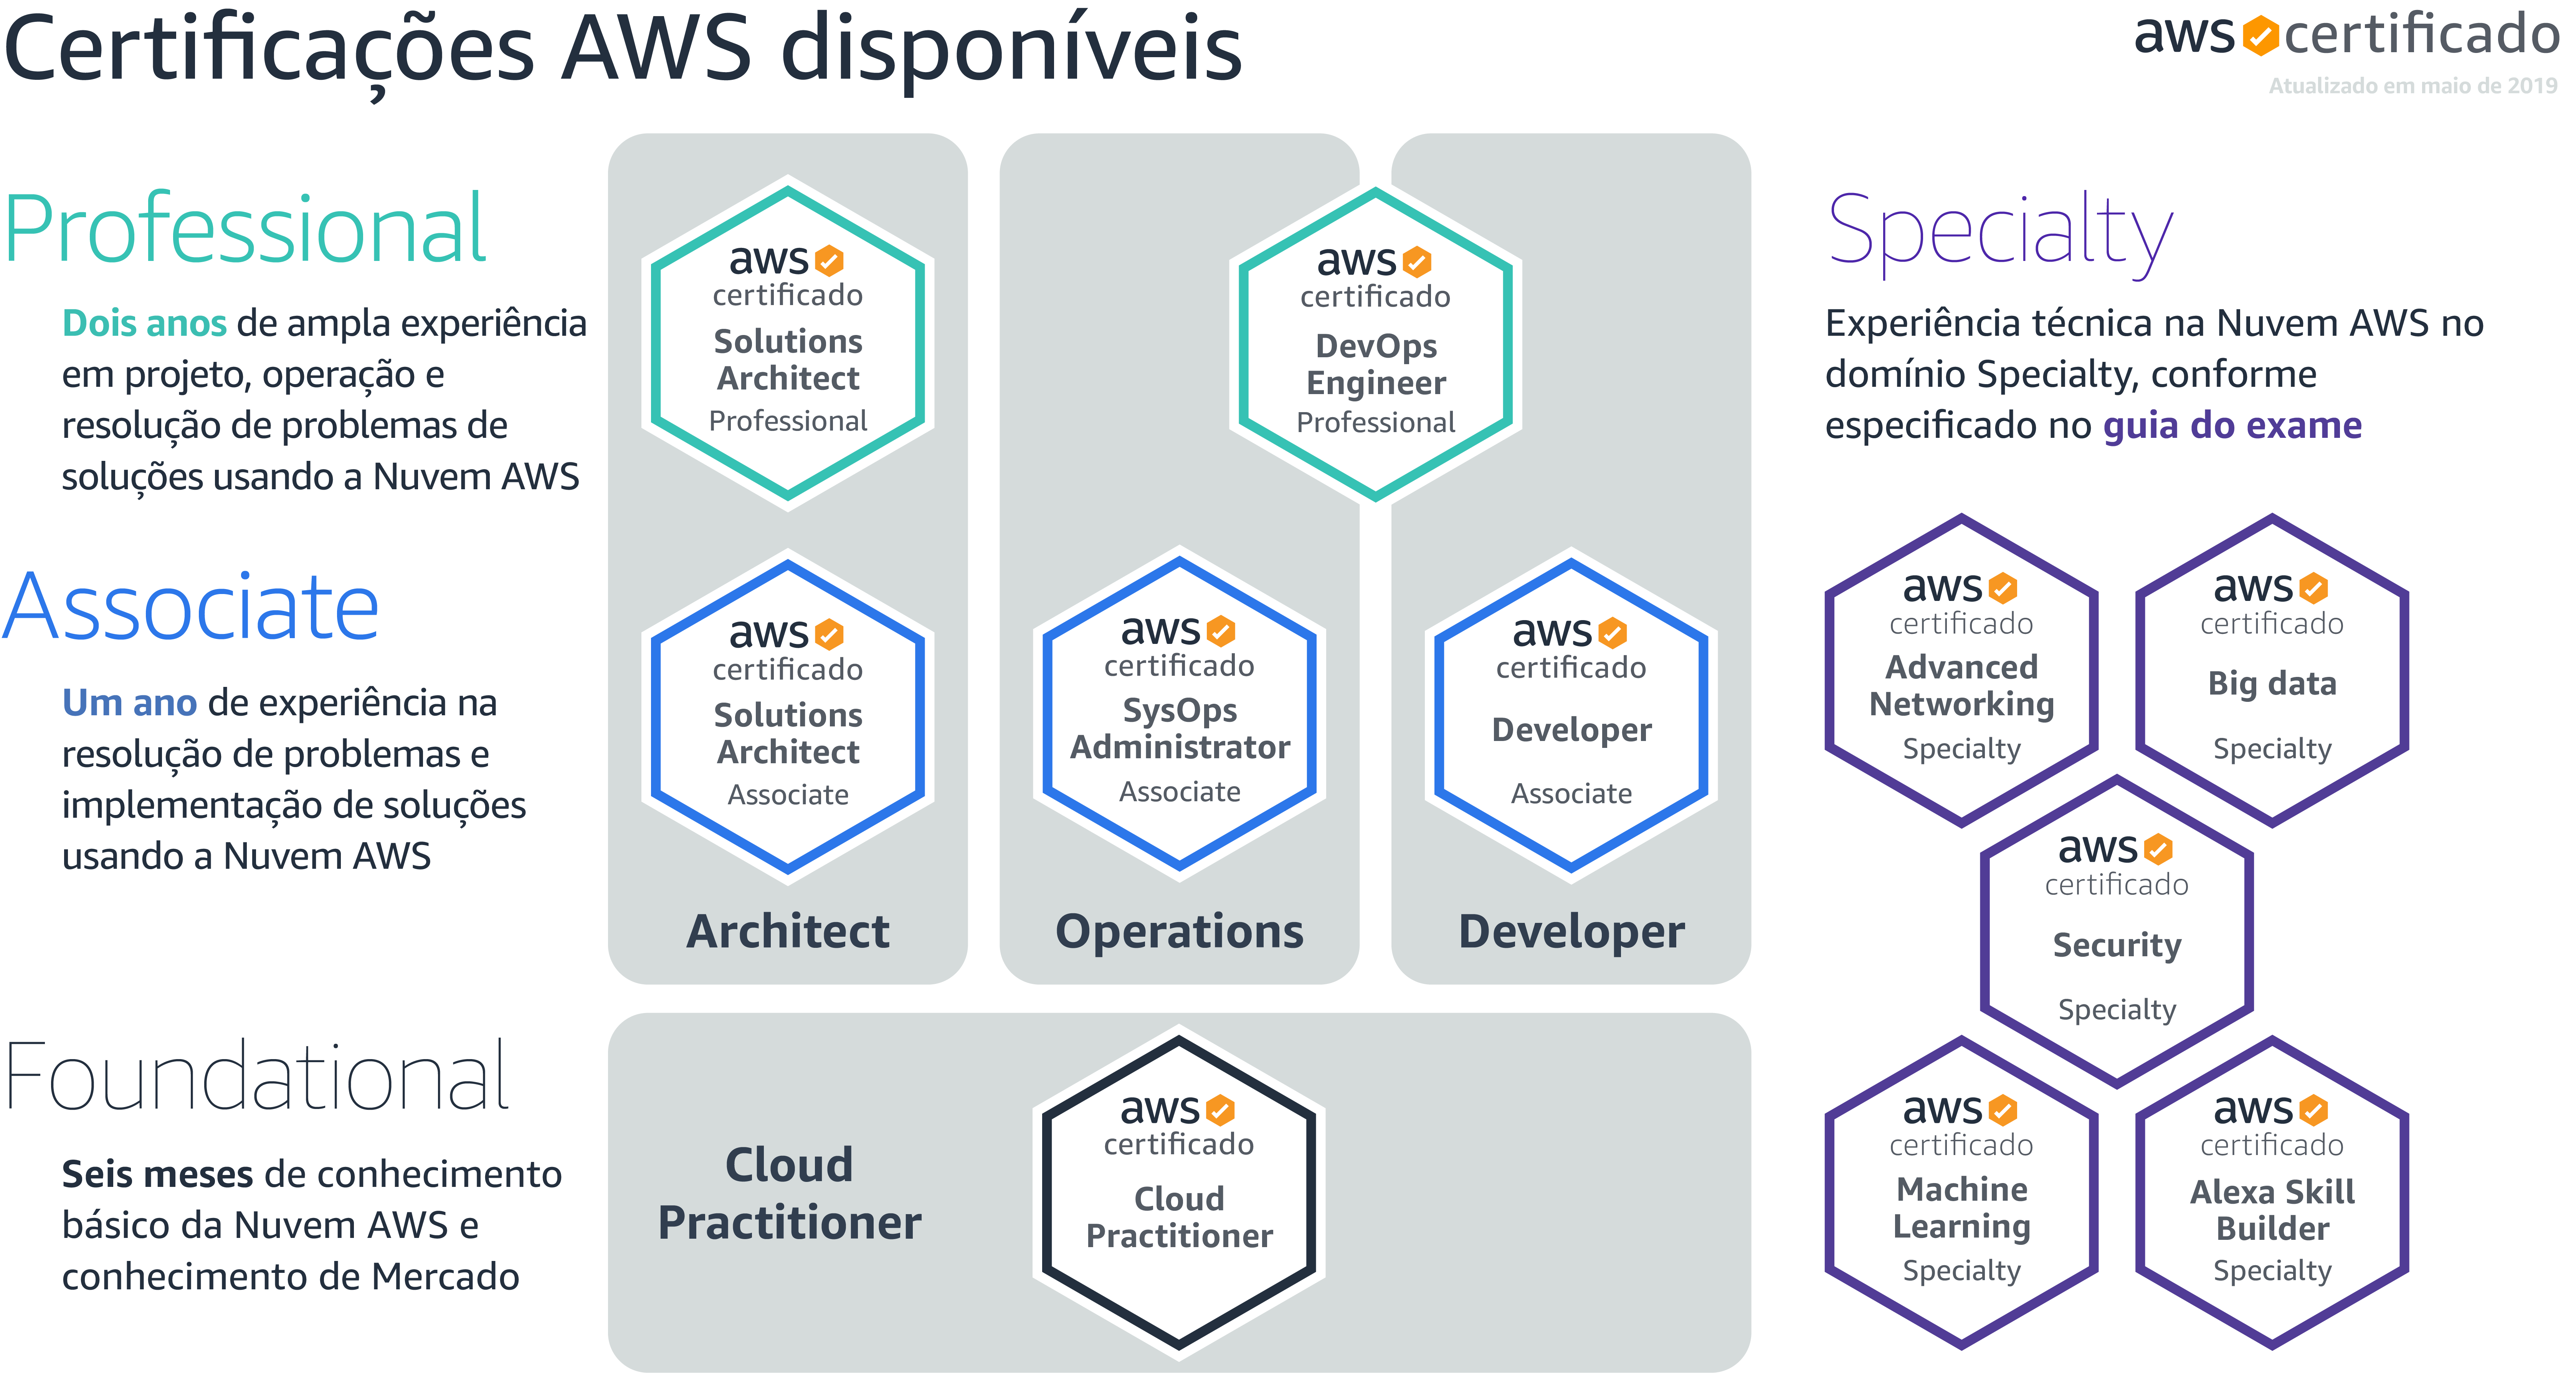 Certificações AWS disponíveis
aws certificado
Atualizado em maio de 2019
Professional
Dois anos de ampla experiência
em projeto, operação e
resolução de problemas de
soluções usando a Nuvem AWS
aws
certificado
Solutions
Architect
Professional
aws
certificado
DevOps
Engineer
Professional
Associate
Um ano de experiência na
resolução de problemas e
implementação de soluções
usando a Nuvem AWS
aws
certificado
Solutions
Architect
Associate
aws
certificado
SysOps
Administrator
Associate
aws
certificado
Developer
Associate
Architect
Operations
Developer
Foundational
Seis meses de conhecimento
básico da Nuvem AWS e
conhecimento de Mercado
Cloud
Practitioner
aws
certificado
Cloud
Practitioner
Specialty
Experiência técnica na Nuvem AWS no
domínio Specialty, conforme
especificado no guia do exame
aws
certificado
Advanced
Networking
Specialty
aws
certificado
Big data
Specialty
aws
certificado
Security
Specialty
aws
certificado
Machine
Learning
Specialty
aws
certificado
Alexa Skill
Builder
Specialty